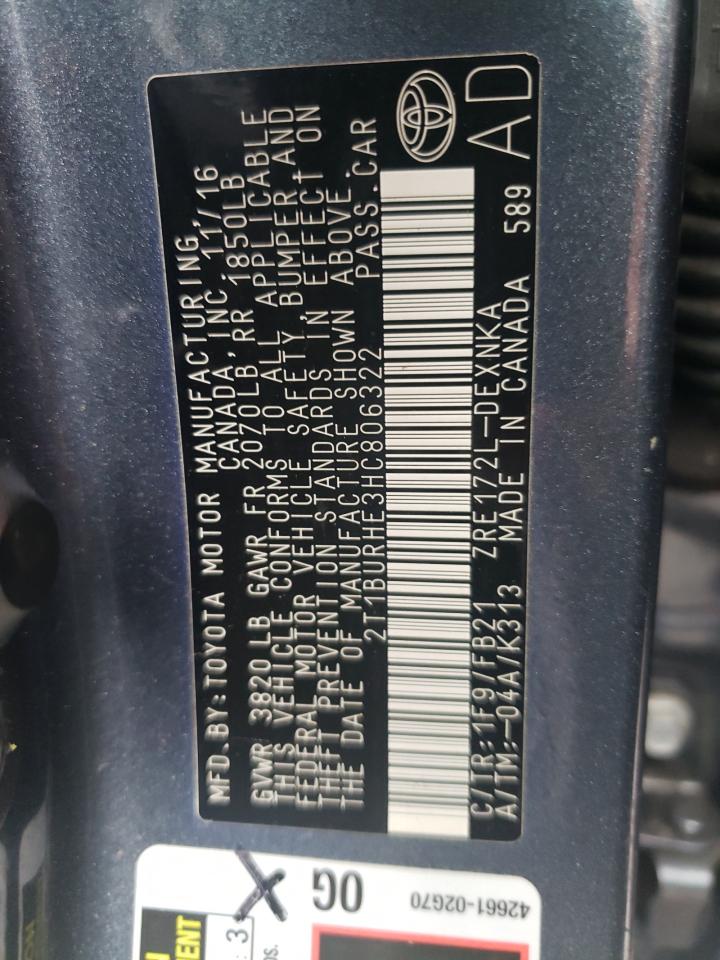 MFD.BY:TOYOTA MOTOR MANUFACTURING,
CANADA,INC 11/16
GVWR 3820LB GAWR FR 2070LB,RR 1850LB
THIS VEHICLE CONFORMS TO ALL APPLICABLE
FEDERAL MOTOR VEHICLE SAFETY,BUMPER AND
THEFT PREVENTION STANDARDS IN EFFECT ON
THE DATE OF MANUFACTURE SHOWN ABOVE.
2T1BURHE3HC806322 PASS.CAR
C/TR:1F9/FB21 ZRE172L-DEXNKA
A/TM:-04A/K313 MADE IN CANADA 589
AD
X
0G
42661-02G70
: 3